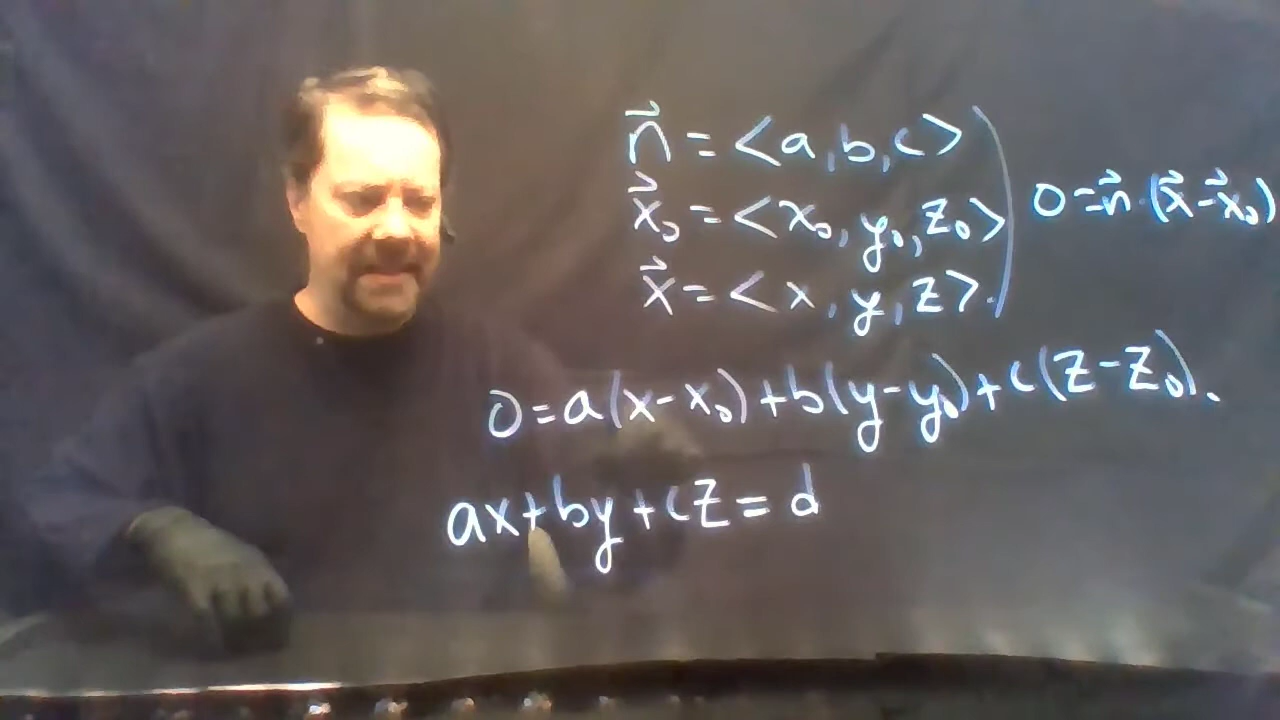 n⃗ = <a, b, c>
x⃗₀ = <x₀, y₀, z₀>
x⃗ = <x, y, z>.
0 = n⃗ · (x⃗ - x⃗₀)
0 = a(x - x₀) + b(y - y₀) + c(z - z₀).
ax + by + cz = d